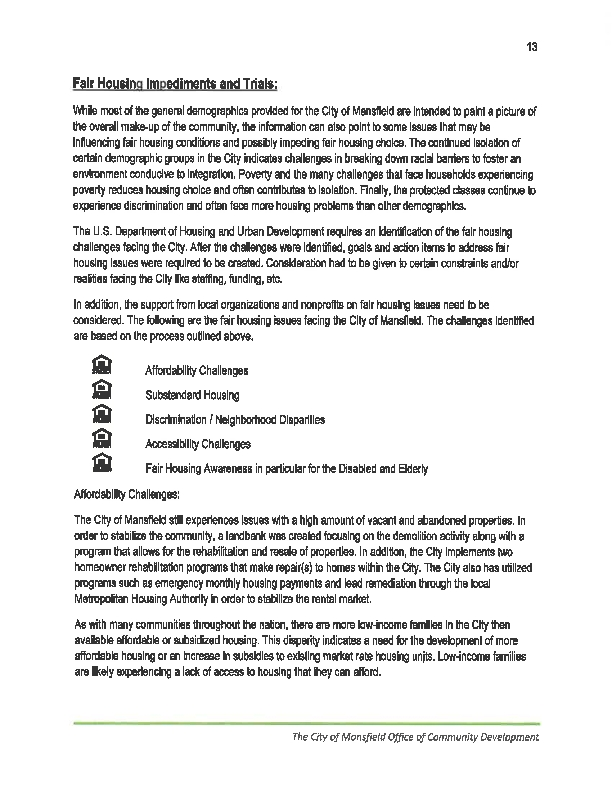 13
Fair Housing Impediments and Trials:
While most of the general demographics provided for the City of Mansfield are intended to paint a picture of
the overall make-up of the community, the information can also point to some issues that may be
influencing fair housing conditions and possibly impeding fair housing choice. The continued isolation of
certain demographic groups in the City indicates challenges in breaking down racial barriers to foster an
environment conducive to integration. Poverty and the many challenges that face households experiencing
poverty reduces housing choice and often contributes to isolation. Finally, the protected classes continue to
experience discrimination and often face more housing problems than other demographics.
The U.S. Department of Housing and Urban Development requires an identification of the fair housing
challenges facing the City. After the challenges were identified, goals and action items to address fair
housing issues were required to be created. Consideration had to be given to certain constraints and/or
realities facing the City like staffing, funding, etc.
In addition, the support from local organizations and nonprofits on fair housing issues need to be
considered. The following are the fair housing issues facing the City of Mansfield. The challenges identified
are based on the process outlined above.
Affordability Challenges
Substandard Housing
Discrimination / Neighborhood Disparities
Accessibility Challenges
Fair Housing Awareness in particular for the Disabled and Elderly
Affordability Challenges:
The City of Mansfield still experiences issues with a high amount of vacant and abandoned properties. In
order to stabilize the community, a landbank was created focusing on the demolition activity along with a
program that allows for the rehabilitation and resale of properties. In addition, the City implements two
homeowner rehabilitation programs that make repair(s) to homes within the City. The City also has utilized
programs such as emergency monthly housing payments and lead remediation through the local
Metropolitan Housing Authority in order to stabilize the rental market.
As with many communities throughout the nation, there are more low-income families in the City then
available affordable or subsidized housing. This disparity indicates a need for the development of more
affordable housing or an increase in subsidies to existing market rate housing units. Low-income families
are likely experiencing a lack of access to housing that they can afford.
The City of Mansfield Office of Community Development